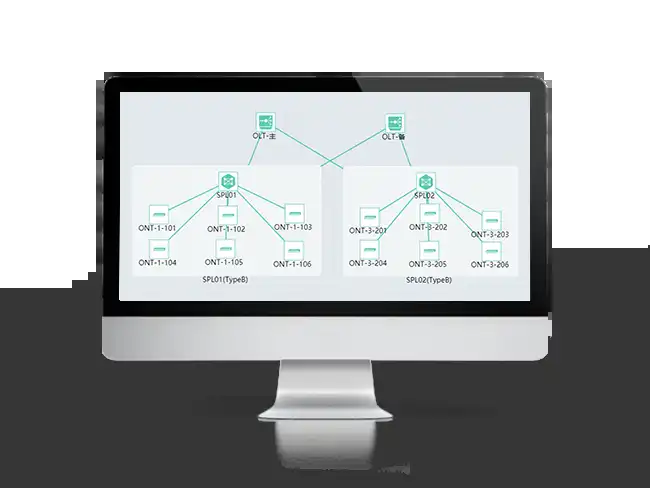 OLT-主
OLT-备
SPL01
SPL02
ONT-1-101
ONT-1-102
ONT-1-103
ONT-3-201
ONT-3-202
ONT-3-203
ONT-1-104
ONT-1-105
ONT-1-106
ONT-3-204
ONT-3-205
ONT-3-206
SPL01(TypeB)
SPL02(TypeB)